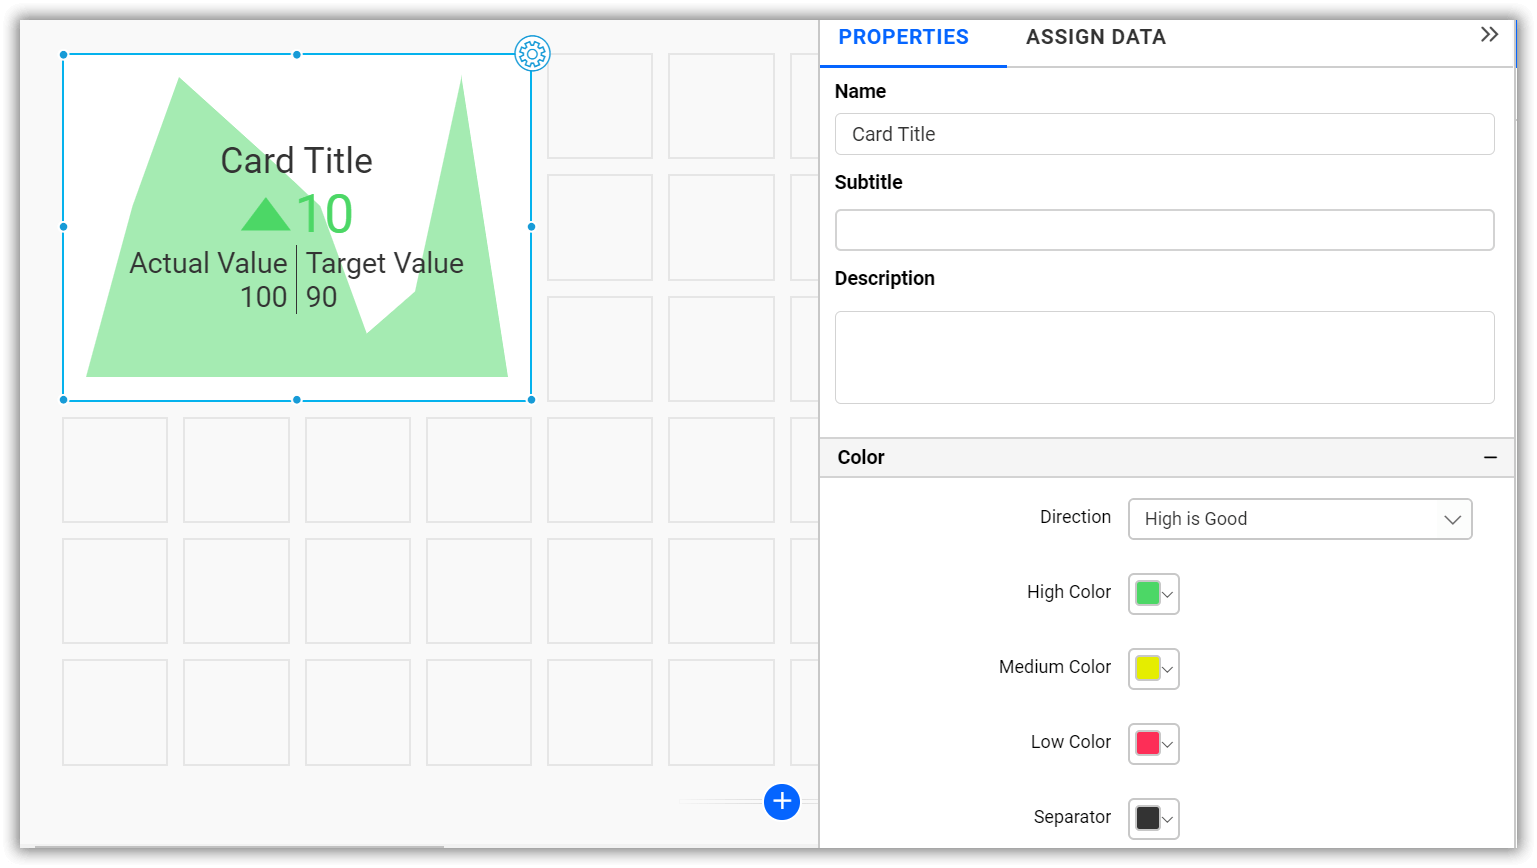 Card Title
10
Actual Value Target Value
100 90
PROPERTIES ASSIGN DATA
Name
Card Title
Subtitle
Description
Color
Direction High is Good
High Color
Medium Color
Low Color
Separator